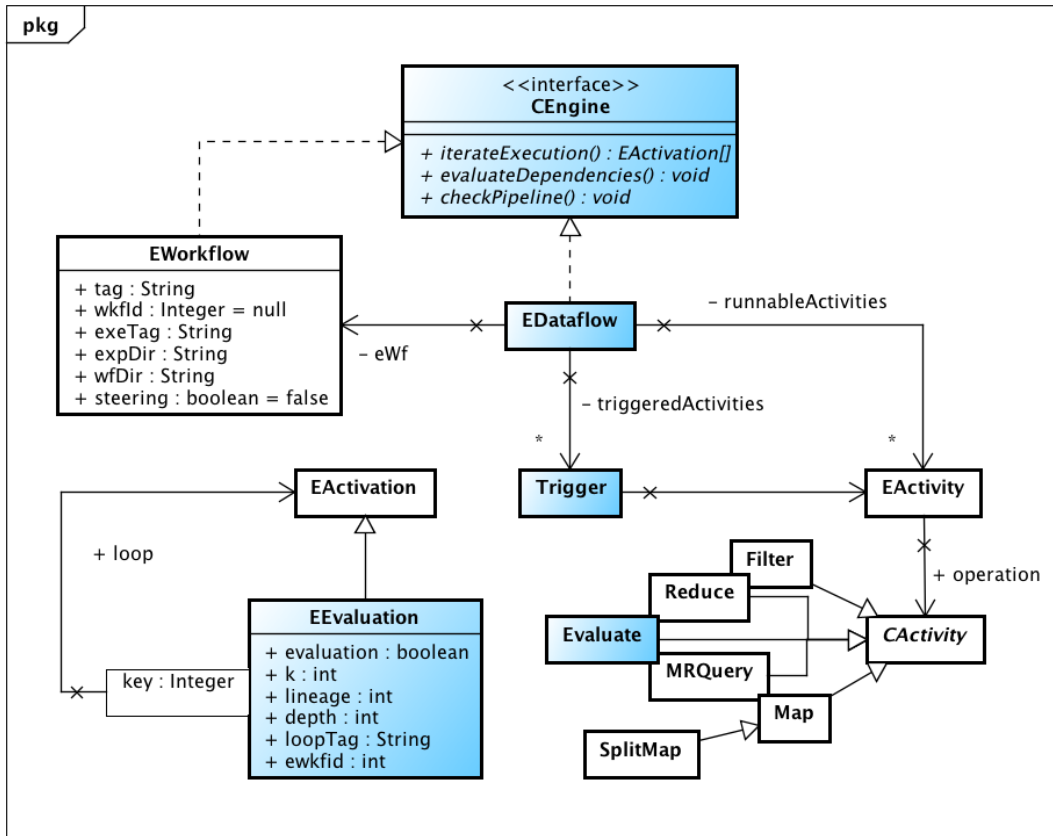 pkg
<<interface>>
CEngine
+ iterateExecution() : EActivation[]
+ evaluateDependencies() : void
+ checkPipeline() : void
EWorkflow
+ tag : String
+ wkfId : Integer = null
+ exeTag : String
+ expDir : String
+ wfDir : String
+ steering : boolean = false
EDataflow
- runnableActivities
- eWf
- triggeredActivities
*
*
EActivation
Trigger
EActivity
+ loop
+ operation
Filter
Reduce
Evaluate
CActivity
MRQuery
Map
SplitMap
EEvaluation
+ evaluation : boolean
+ k : int
+ lineage : int
+ depth : int
+ loopTag : String
+ ewkfid : int
key : Integer